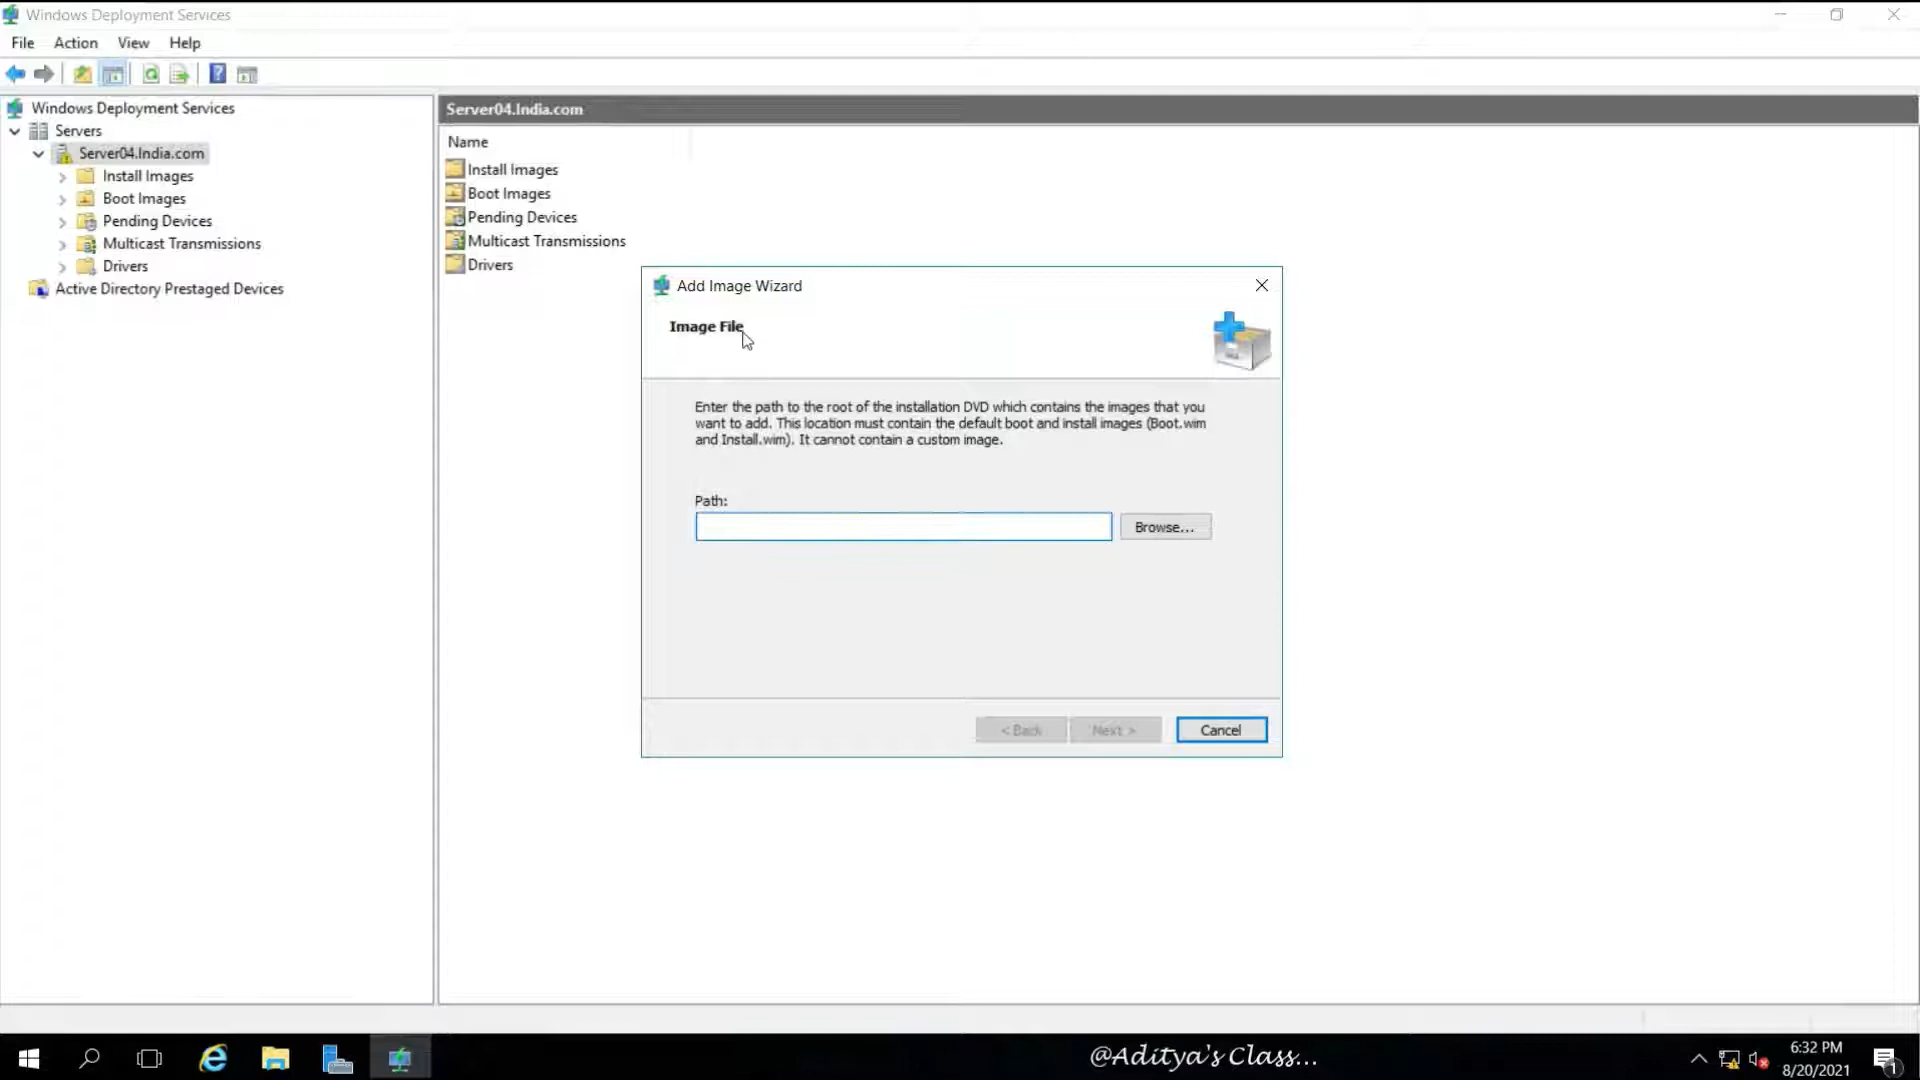 Windows Deployment Services
File Action View Help
Windows Deployment Services
Servers
Server04.India.com
Install Images
Boot Images
Pending Devices
Multicast Transmissions
Drivers
Active Directory Prestaged Devices
Server04.India.com
Name
Install Images
Boot Images
Pending Devices
Multicast Transmissions
Drivers
Add Image Wizard
Image File
Enter the path to the root of the installation DVD which contains the images that you
want to add. This location must contain the default boot and install images (Boot.wim
and Install.wim). It cannot contain a custom image.
Path:
Browse...
< Back Next > Cancel
@Aditya's Class...
6:32 PM
8/20/2021
1